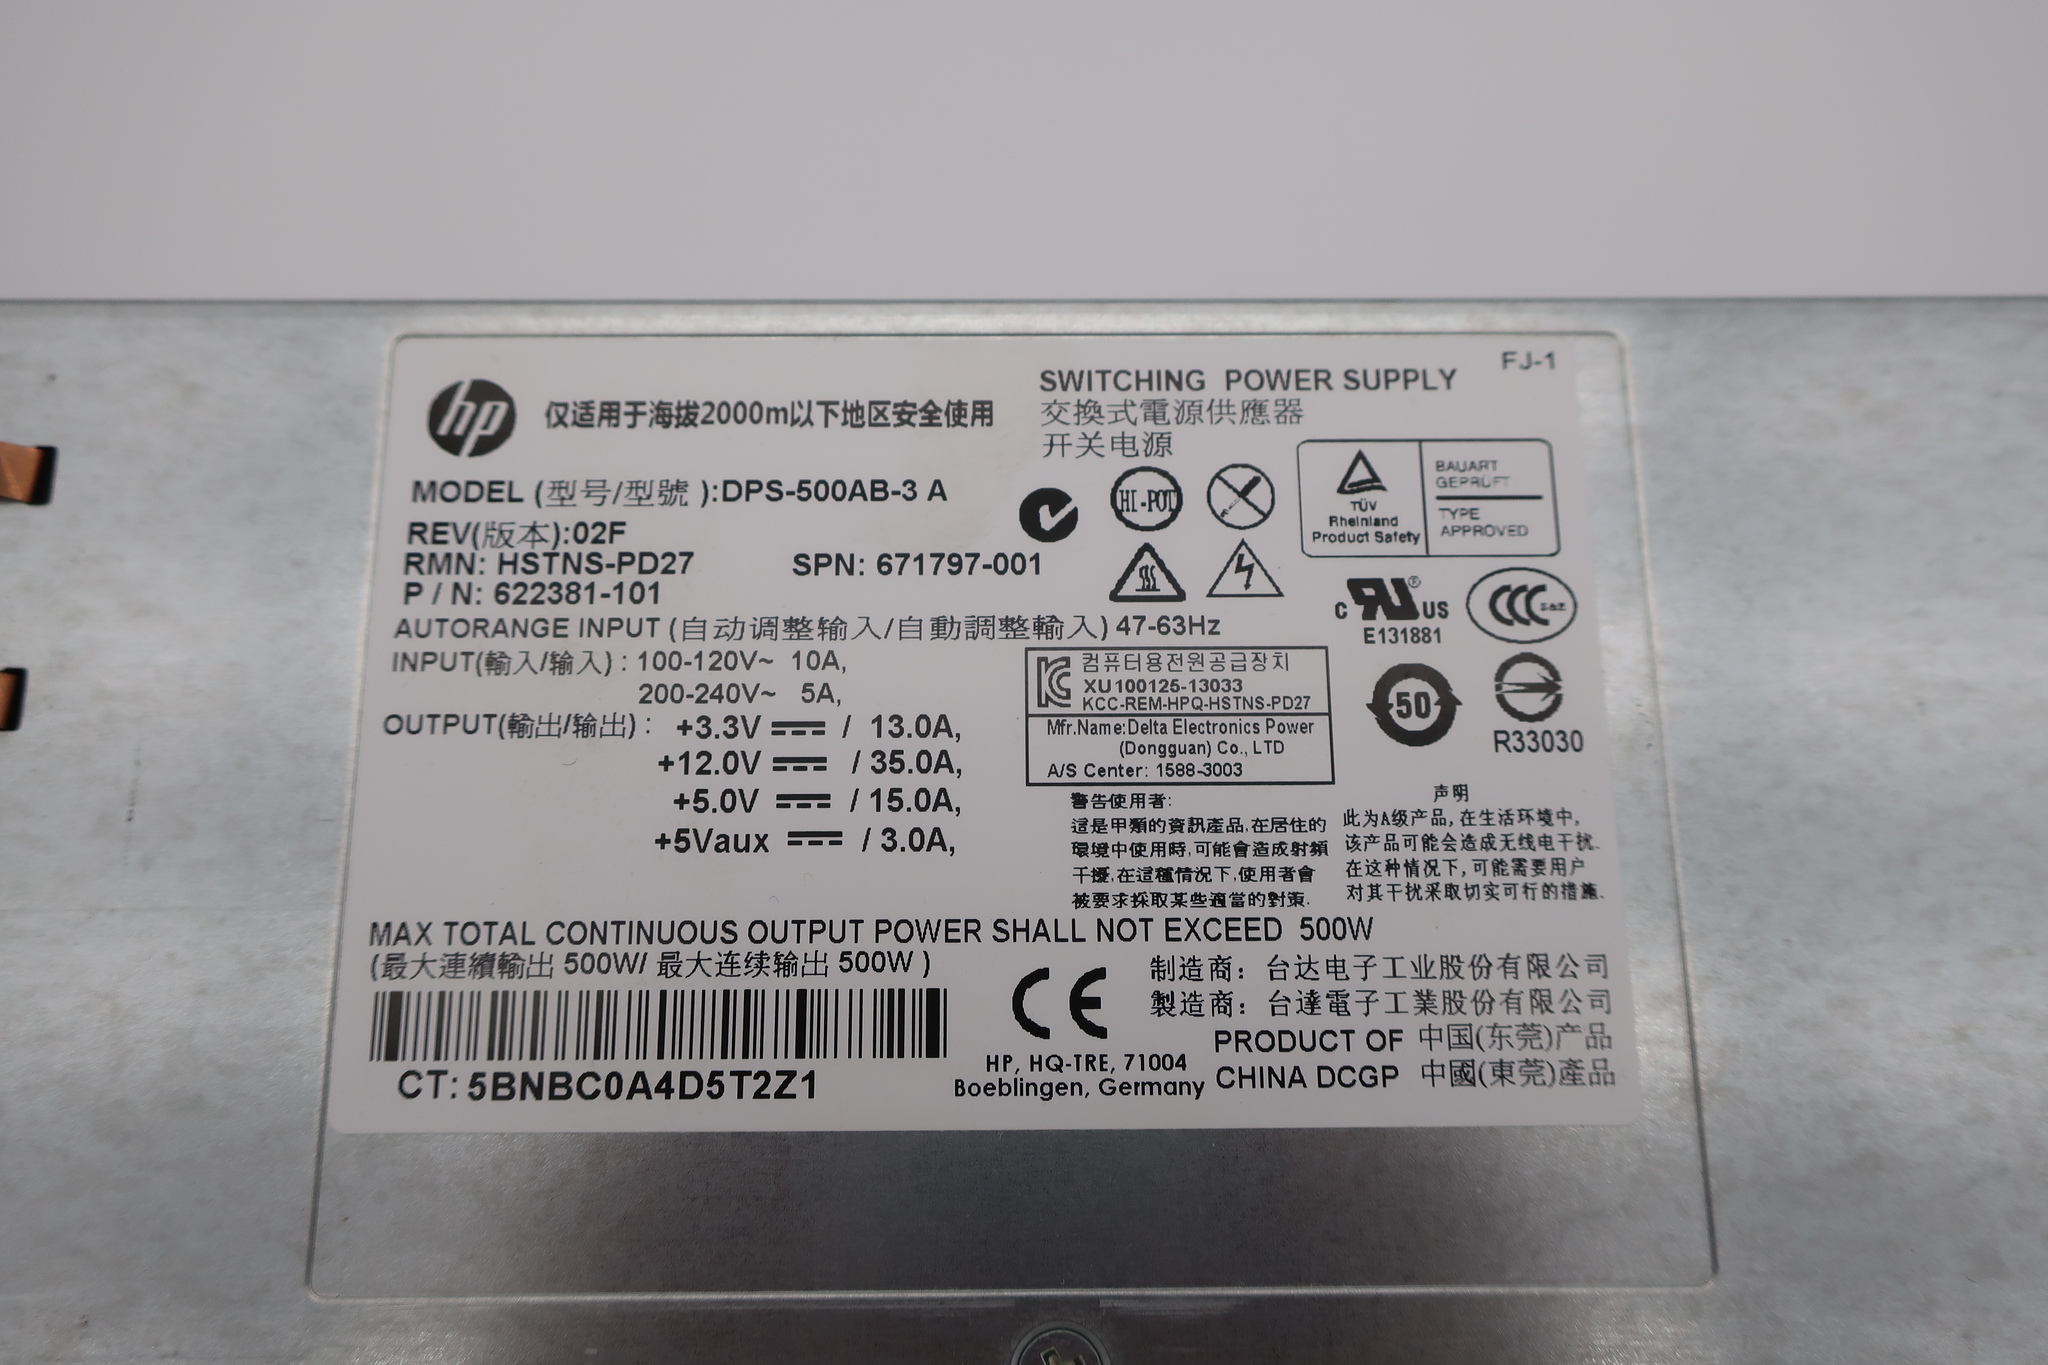 FJ-1
hp
仅适用于海拔2000m以下地区安全使用
SWITCHING POWER SUPPLY
交換式電源供應器
开关电源
MODEL (型号/型號 ):DPS-500AB-3 A
REV(版本):02F
RMN: HSTNS-PD27
SPN: 671797-001
P / N: 622381-101
HI-POT
TÜV
Rheinland
Product Safety
BAUART
GEPRÜFT
TYPE
APPROVED
AUTORANGE INPUT (自动调整输入/自動調整輸入) 47-63Hz
INPUT(輸入/输入) : 100-120V~ 10A,
200-240V~ 5A,
OUTPUT(輸出/输出) : +3.3V / 13.0A,
+12.0V / 35.0A,
+5.0V / 15.0A,
+5Vaux / 3.0A,
C RU ® US
E131881
CCC S&E
컴퓨터용전원공급장치
XU100125-13033
KCC-REM-HPQ-HSTNS-PD27
Mfr.Name:Delta Electronics Power
(Dongguan) Co., LTD
A/S Center: 1588-3003
50
R33030
警告使用者:
這是甲類的資訊產品,在居住的
環境中使用時,可能會造成射頻
干擾,在這種情況下,使用者會
被要求採取某些適當的對策.
声明
此为A级产品,在生活环境中,
该产品可能会造成无线电干扰.
在这种情况下,可能需要用户
对其干扰采取切实可行的措施.
MAX TOTAL CONTINUOUS OUTPUT POWER SHALL NOT EXCEED 500W
(最大連續輸出 500W/ 最大连续输出 500W )
CT: 5BNBC0A4D5T2Z1
CE
HP, HQ-TRE, 71004
Boeblingen, Germany
制造商: 台达电子工业股份有限公司
製造商: 台達電子工業股份有限公司
PRODUCT OF 中国(东莞)产品
CHINA DCGP 中國(東莞)產品